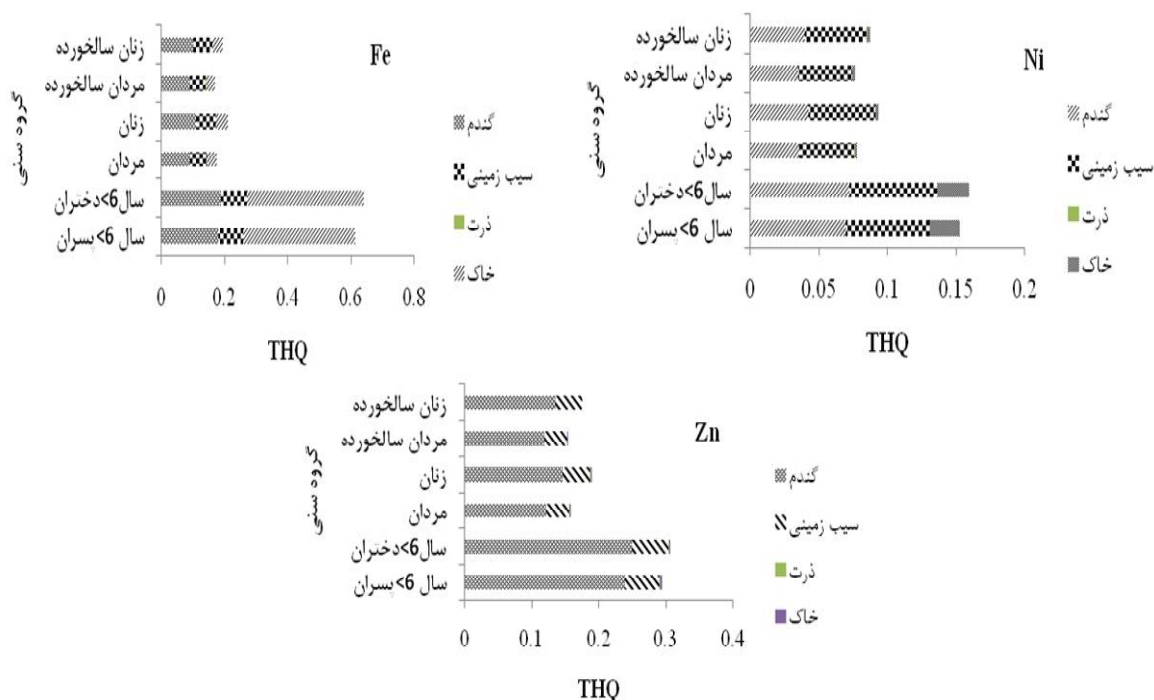 Fe
گروه سنی
زنان سالخورده
مردان سالخورده
زنان
مردان
سال6>دختران
سال 6>پسران
0 0.2 0.4 0.6 0.8
THQ
گندم
سیب زمینی
ذرت
خاک
Ni
گروه سنی
زنان سالخورده
مردان سالخورده
زنان
مردان
سال6>دختران
سال 6>پسران
0 0.05 0.1 0.15 0.2
THQ
گندم
سیب زمینی
ذرت
خاک
Zn
گروه سنی
زنان سالخورده
مردان سالخورده
زنان
مردان
سال6>دختران
سال 6>پسران
0 0.1 0.2 0.3 0.4
THQ
گندم
سیب زمینی
ذرت
خاک